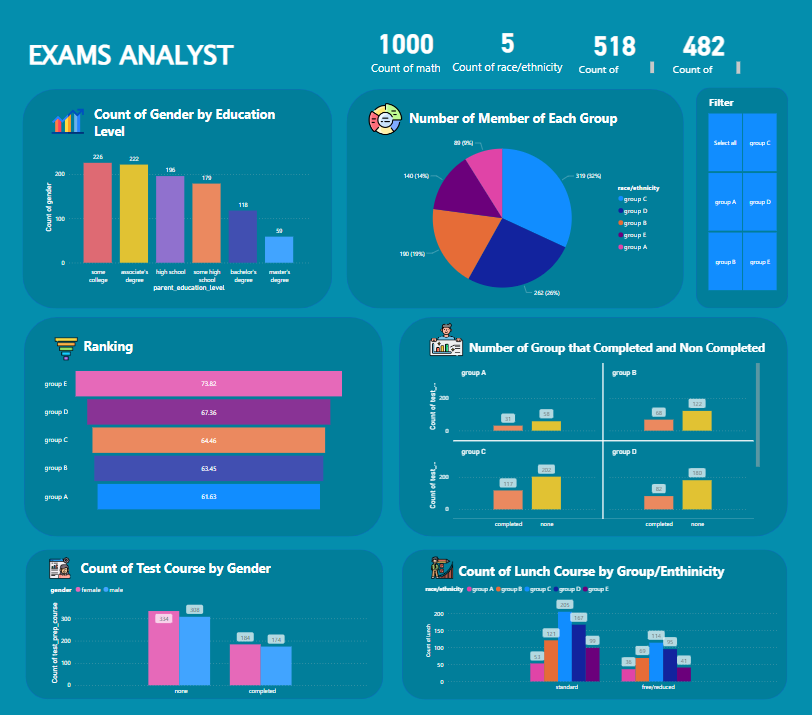 EXAMS ANALYST
1000
Count of math
5
Count of race/ethnicity
518
Count of
482
Count of
Count of Gender by Education
Level
Count of gender
200
100
0
226
222
196
179
118
59
some
college
associate's
degree
high school
some high
school
bachelor's
degree
master's
degree
parent_education_level
Number of Member of Each Group
89 (9%)
319 (32%)
140 (14%)
190 (19%)
262 (26%)
race/ethnicity
group C
group D
group B
group E
group A
Filter
Select all
group C
group A
group D
group B
group E
Ranking
group E
73.82
group D
67.36
group C
64.46
group B
63.45
group A
61.63
Number of Group that Completed and Non Completed
group A
group B
Count of test_...
200
0
31
58
68
122
group C
group D
Count of test_...
200
0
117
202
82
180
completed
none
completed
none
Count of Test Course by Gender
gender
female
male
Count of test_prep_course
300
200
100
0
334
308
184
174
none
completed
Count of Lunch Course by Group/Enthinicity
race/ethnicity
group A
group B
group C
group D
group E
Count of lunch
200
150
100
50
0
53
121
205
167
99
36
69
114
95
41
standard
free/reduced